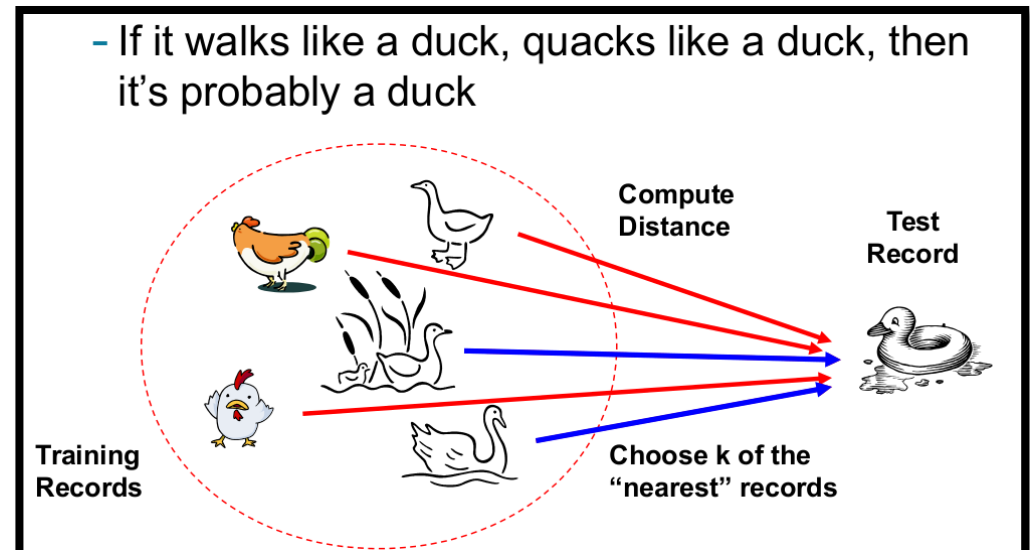 - If it walks like a duck, quacks like a duck, then
it’s probably a duck
Compute
Distance
Test
Record
Training
Records
Choose k of the
“nearest” records